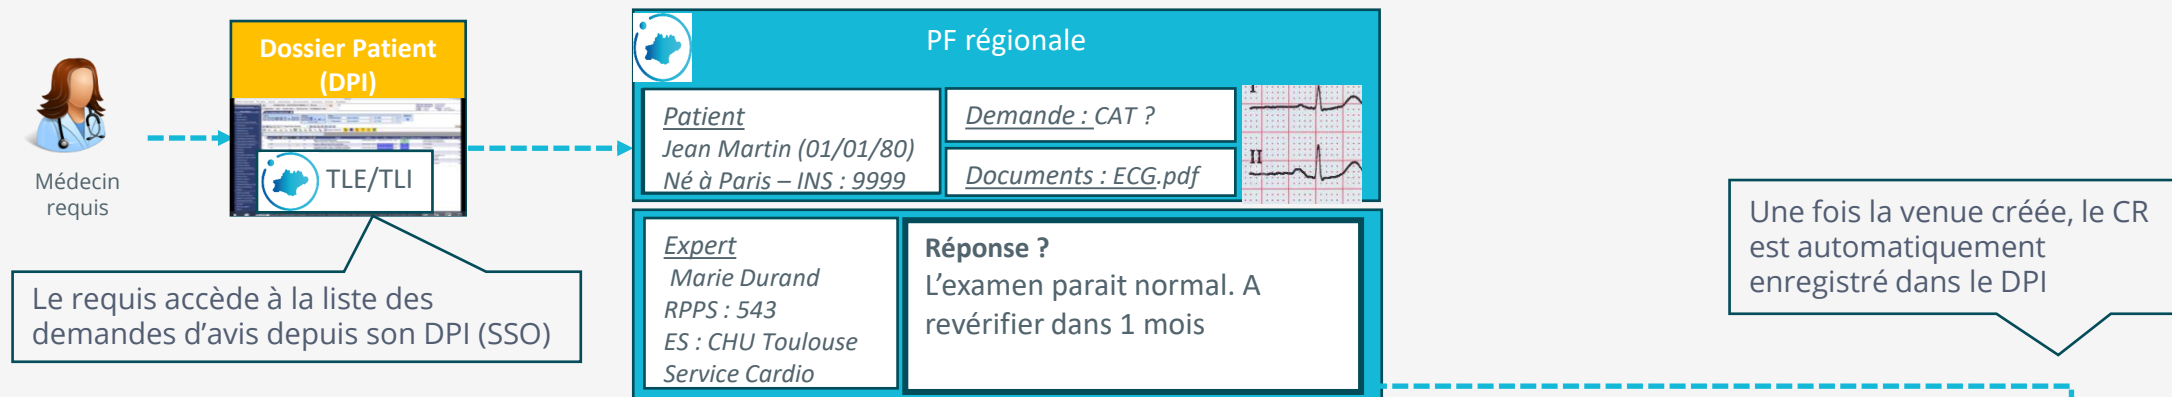 Médecin
requis
Dossier Patient
(DPI)
TLE/TLI
Le requis accède à la liste des
demandes d'avis depuis son DPI (SSO)
PF régionale
Patient
Jean Martin (01/01/80)
Né à Paris – INS : 9999
Demande : CAT ?
Documents : ECG.pdf
I
II
Expert
Marie Durand
RPPS : 543
ES : CHU Toulouse
Service Cardio
Réponse ?
L'examen parait normal. A
revérifier dans 1 mois
Une fois la venue créée, le CR
est automatiquement
enregistré dans le DPI